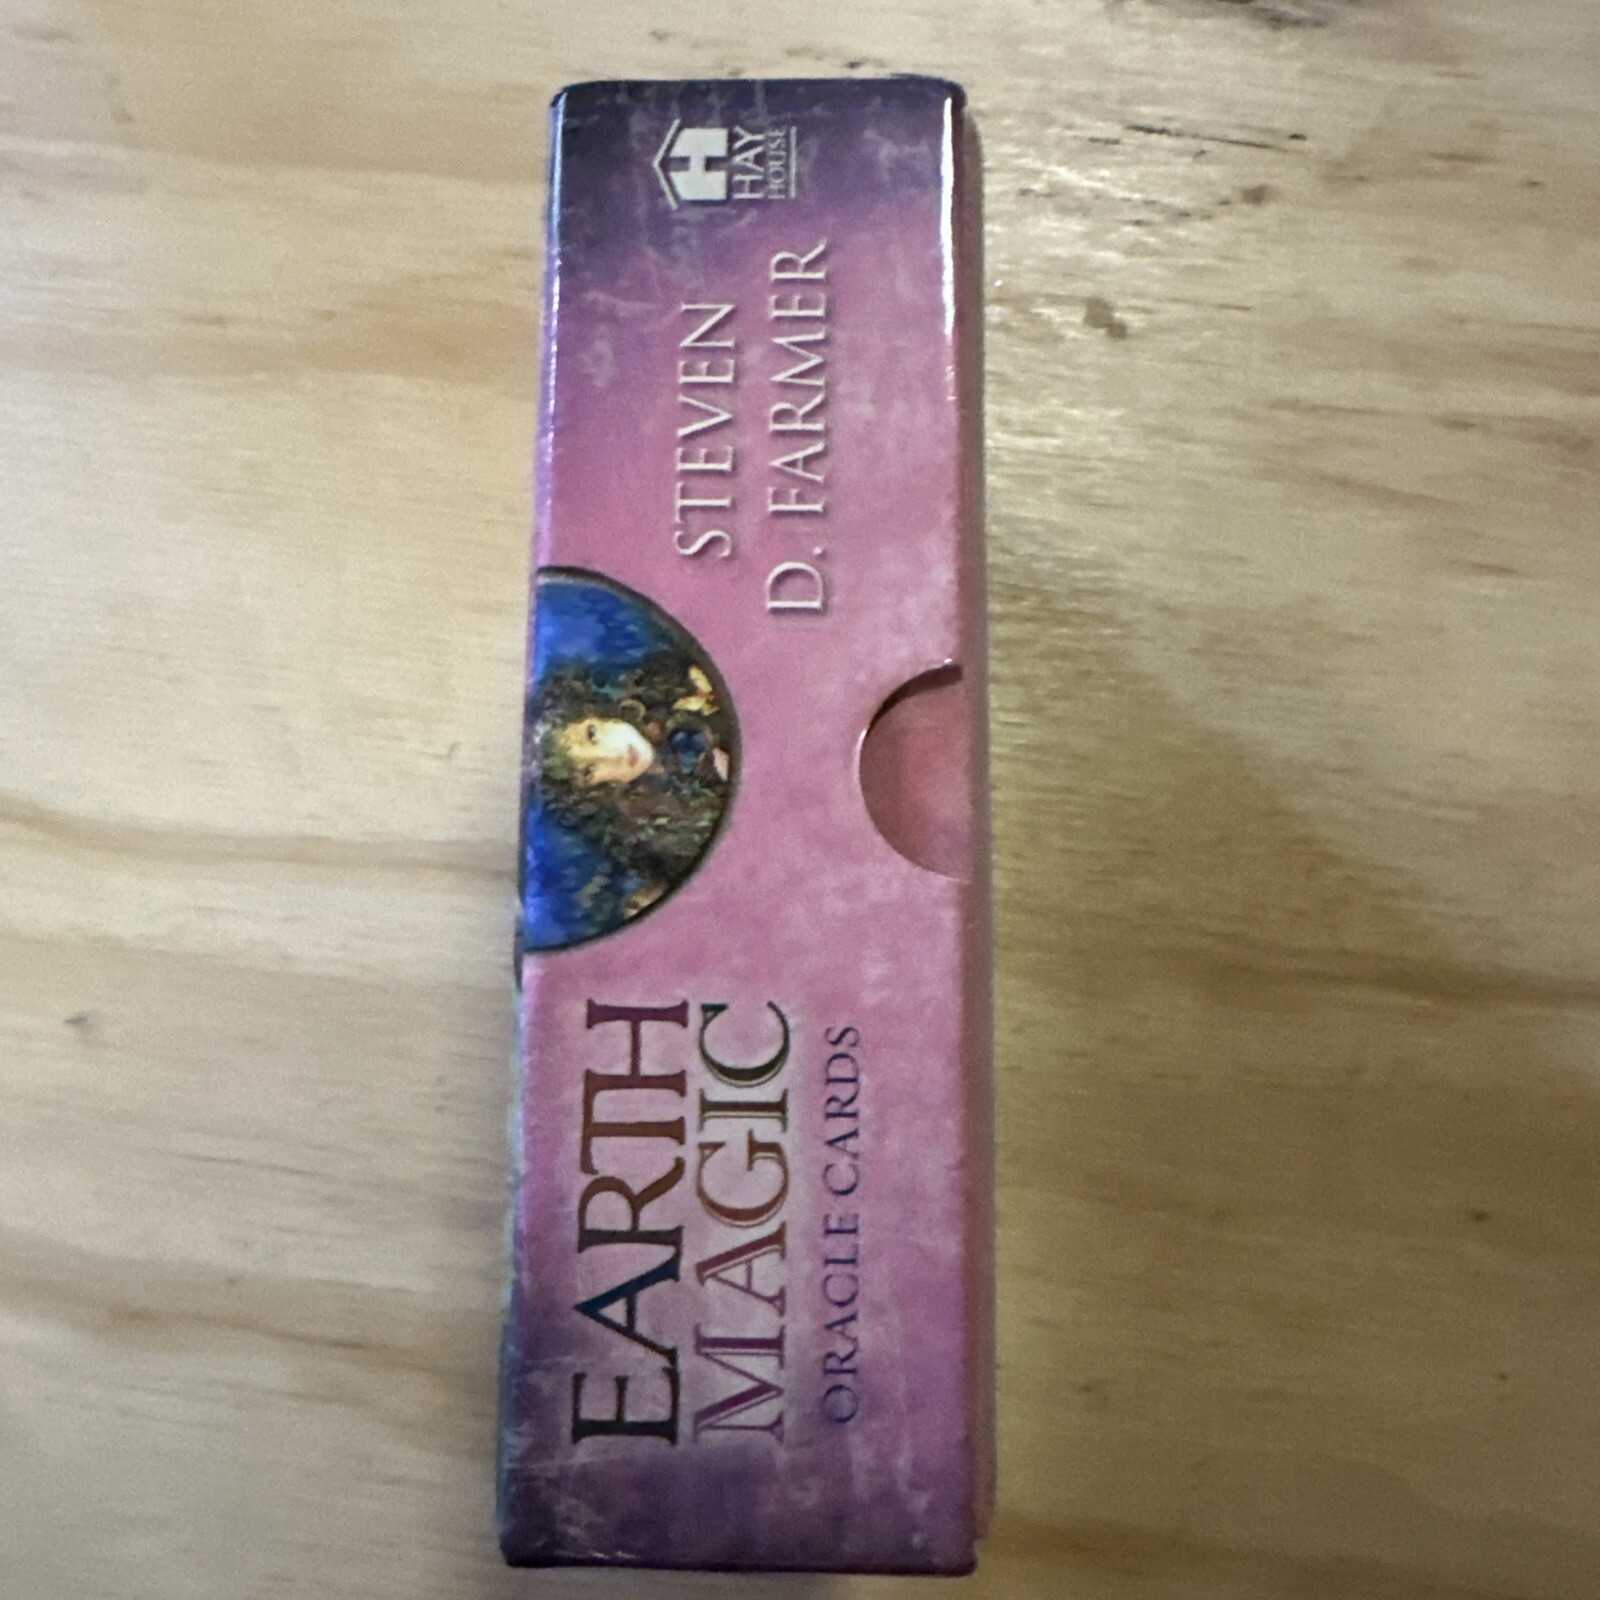 EARTH
MAGIC
ORACLE CARDS
STEVEN
D. FARMER
H
HAY
HOUSE